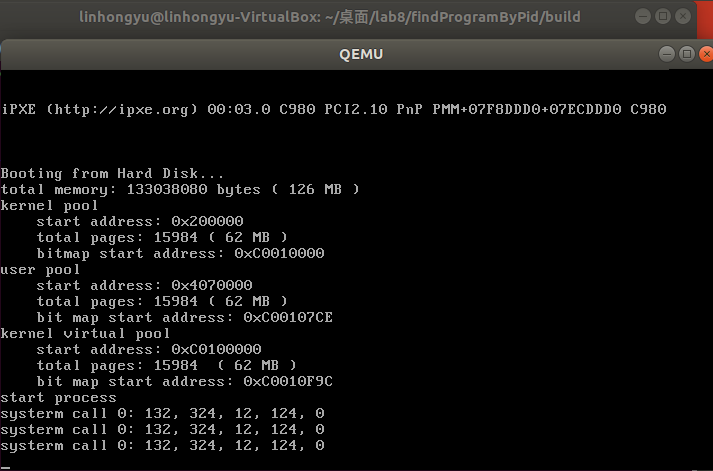 linhongyu@linhongyu-VirtualBox: ~/桌面/lab8/findProgramByPid/build
QEMU
iPXE (http://ipxe.org) 00:03.0 C980 PCI2.10 PnP PMM+07F8DDD0+07ECDDD0 C980
Booting from Hard Disk...
total memory: 133038080 bytes ( 126 MB )
kernel pool
    start address: 0x200000
    total pages: 15984 ( 62 MB )
    bitmap start address: 0xC0010000
user pool
    start address: 0x4070000
    total pages: 15984 ( 62 MB )
    bit map start address: 0xC00107CE
kernel virtual pool
    start address: 0xC0100000
    total pages: 15984  ( 62 MB )
    bit map start address: 0xC0010F9C
start process
systerm call 0: 132, 324, 12, 124, 0
systerm call 0: 132, 324, 12, 124, 0
systerm call 0: 132, 324, 12, 124, 0